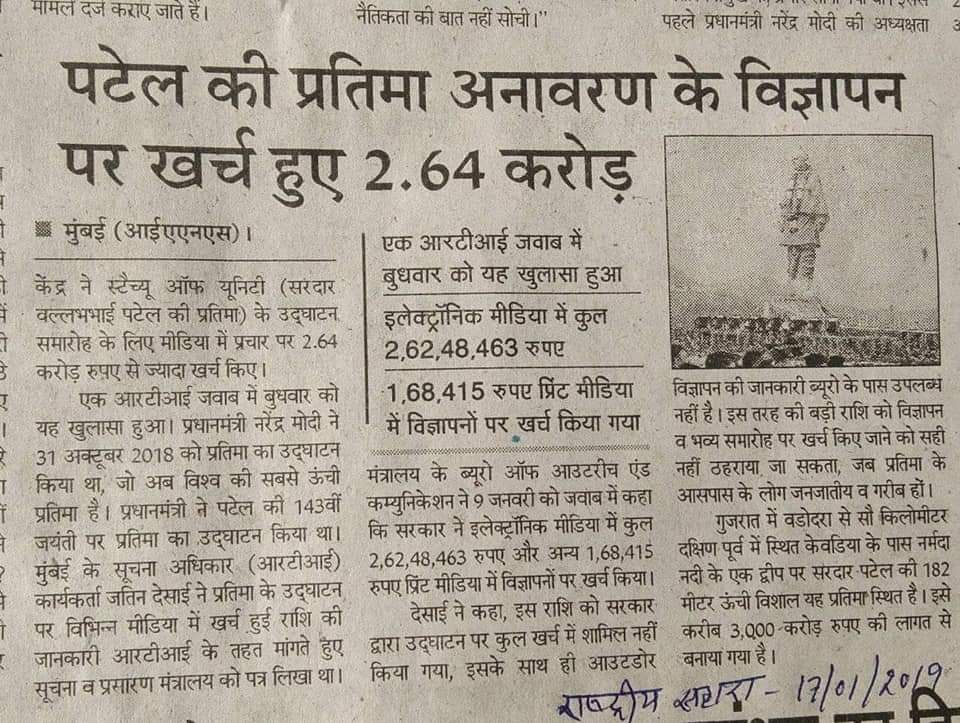 मामले दर्ज कराए जाते हैं।
नैतिकता की बात नहीं सोची।”
पहले प्रधानमंत्री नरेंद्र मोदी की अध्यक्षता
पटेल की प्रतिमा अनावरण के विज्ञापन
पर खर्च हुए 2.64 करोड़
मुंबई (आईएएनएस)।
केंद्र ने स्टैच्यू ऑफ यूनिटी (सरदार
वल्लभभाई पटेल की प्रतिमा) के उद्घाटन
समारोह के लिए मीडिया में प्रचार पर 2.64
करोड़ रुपए से ज्यादा खर्च किए।
एक आरटीआई जवाब में बुधवार को
यह खुलासा हुआ। प्रधानमंत्री नरेंद्र मोदी ने
31 अक्टूबर 2018 को प्रतिमा का उद्घाटन
किया था, जो अब विश्व की सबसे ऊंची
प्रतिमा है। प्रधानमंत्री ने पटेल की 143वीं
जयंती पर प्रतिमा का उद्घाटन किया था।
मुंबई के सूचना अधिकार (आरटीआई)
कार्यकर्ता जतिन देसाई ने प्रतिमा के उद्घाटन
पर विभिन्न मीडिया में खर्च हुई राशि की
जानकारी आरटीआई के तहत मांगते हुए
सूचना व प्रसारण मंत्रालय को पत्र लिखा था।
एक आरटीआई जवाब में
बुधवार को यह खुलासा हुआ
इलेक्ट्रॉनिक मीडिया में कुल
2,62,48,463 रुपए
1,68,415 रुपए प्रिंट मीडिया
में विज्ञापनों पर खर्च किया गया
मंत्रालय के ब्यूरो ऑफ आउटरीच एंड
कम्युनिकेशन ने 9 जनवरी को जवाब में कहा
कि सरकार ने इलेक्ट्रॉनिक मीडिया में कुल
2,62,48,463 रुपए और अन्य 1,68,415
रुपए प्रिंट मीडिया में विज्ञापनों पर खर्च किया।
देसाई ने कहा, इस राशि को सरकार
द्वारा उद्घाटन पर कुल खर्च में शामिल नहीं
किया गया, इसके साथ ही आउटडोर
विज्ञापन की जानकारी ब्यूरो के पास उपलब्ध
नहीं है। इस तरह की बड़ी राशि को विज्ञापन
व भव्य समारोह पर खर्च किए जाने को सही
नहीं ठहराया जा सकता, जब प्रतिमा के
आसपास के लोग जनजातीय व गरीब हों।
गुजरात में वडोदरा से सौ किलोमीटर
दक्षिण पूर्व में स्थित केवडिया के पास नर्मदा
नदी के एक द्वीप पर सरदार पटेल की 182
मीटर ऊंची विशाल यह प्रतिमा स्थित है। इसे
करीब 3,000-करोड़ रुपए की लागत से
बनाया गया है।
राष्ट्रीय सहारा - 17/01/2019